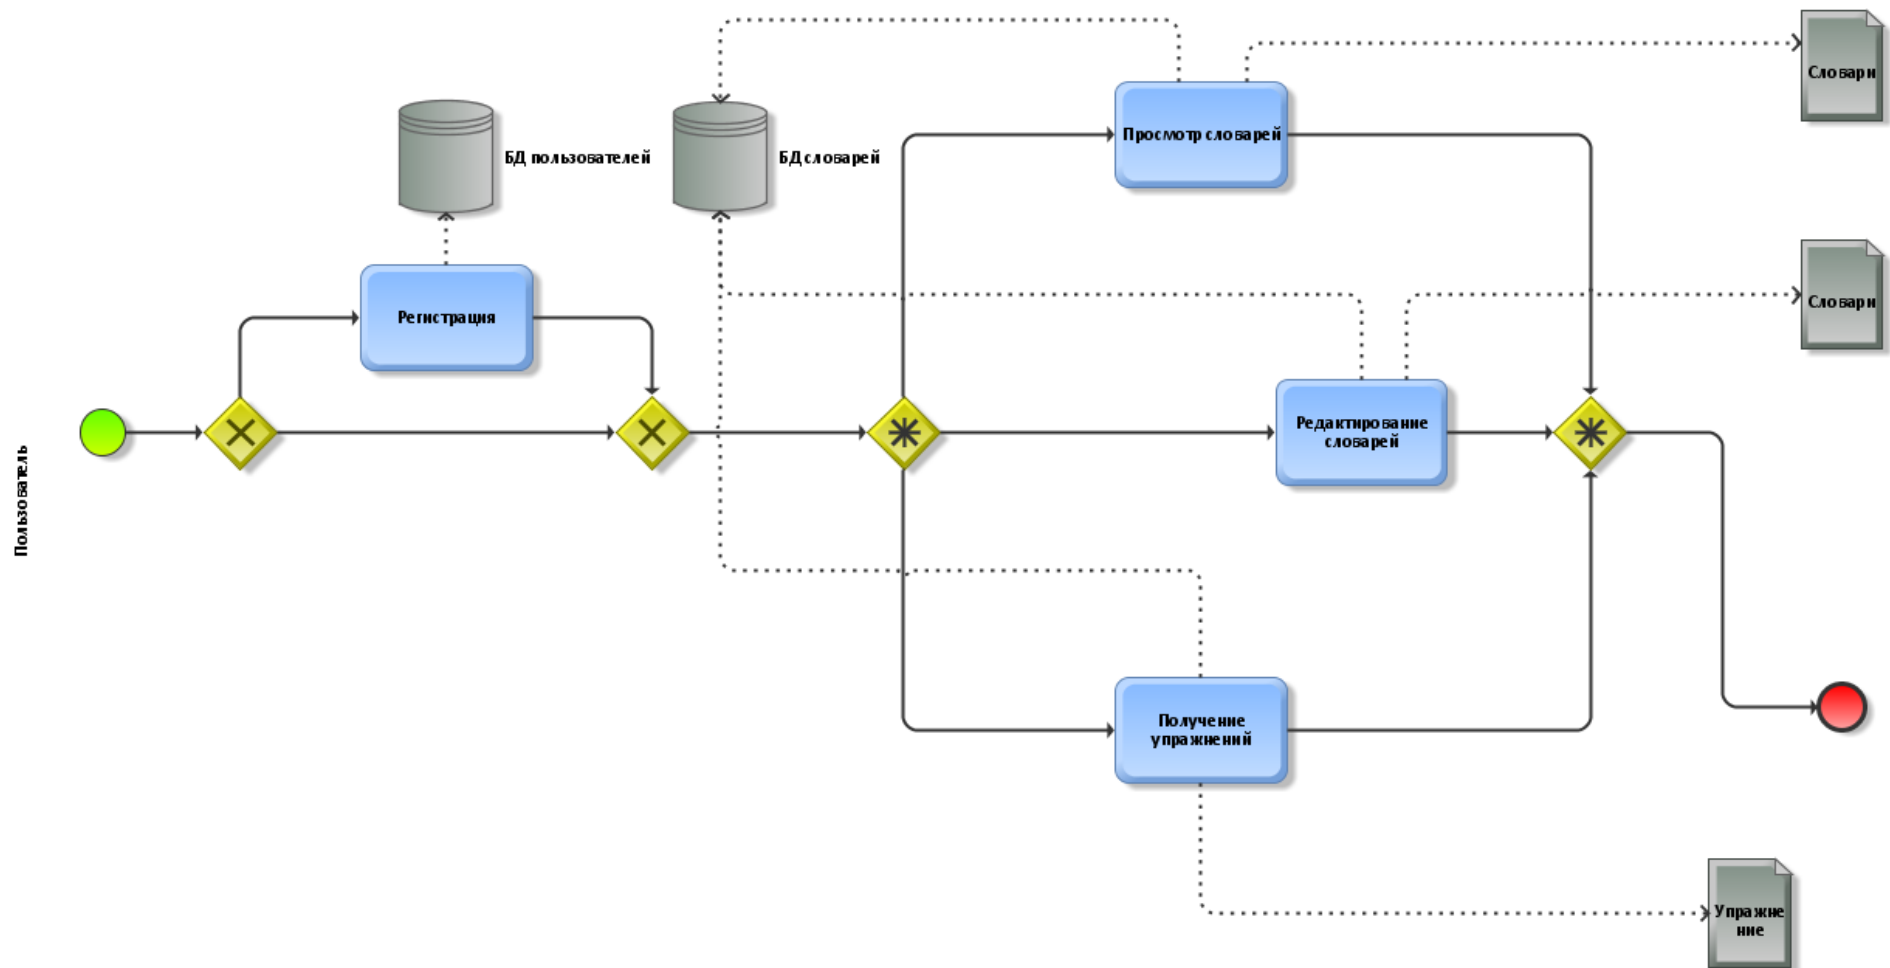 Словари
Просмотр словарей
БД пользователей
БД словарей
Словари
Регистрация
Редактирование
словарей
Пользователь
Получение
упражнений
Упражне
ние